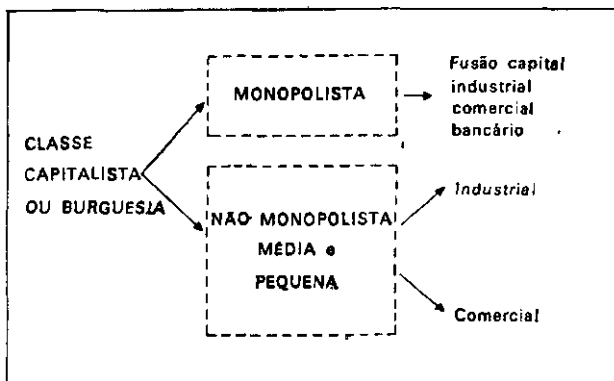 CLASSE
CAPITALISTA
OU BURGUESIA
MONOPOLISTA
Fusão capital
industrial
comercial
bancário
NÃO MONOPOLISTA
MÉDIA e
PEQUENA
Industrial
Comercial